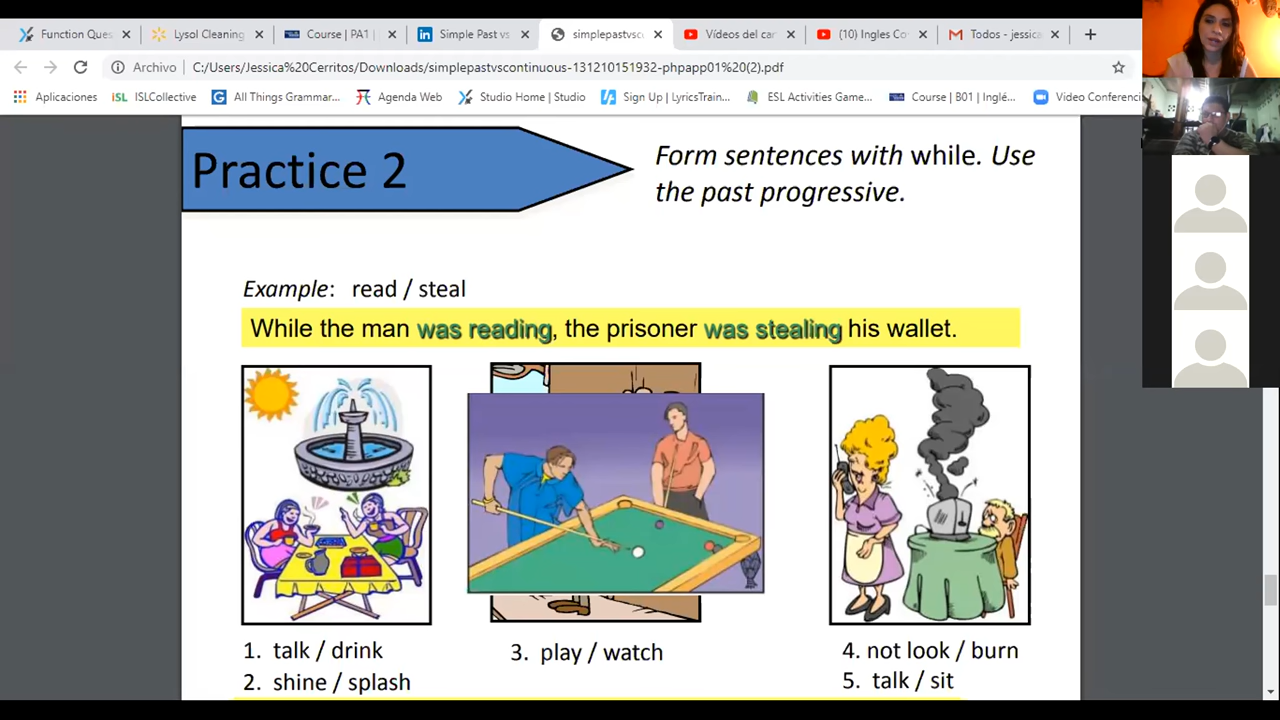 Function Ques
Lysol Cleaning
Course | PA1 |
Simple Past vs
simplepastvsc
Vídeos del car
(10) Ingles Co
Todos - jessica
Archivo
C:/Users/Jessica%20Cerritos/Downloads/simplepastvscontinuous-131210151932-phpapp01%20(2).pdf
Aplicaciones
iSL ISLCollective
All Things Grammar...
Agenda Web
Studio Home | Studio
Sign Up | LyricsTrain...
ESL Activities Game...
Course | B01 | Inglé...
Video Conferenci
Practice 2
Form sentences with while. Use
the past progressive.
Example: read / steal
While the man was reading, the prisoner was stealing his wallet.
1. talk / drink
2. shine / splash
3. play / watch
4. not look / burn
5. talk / sit